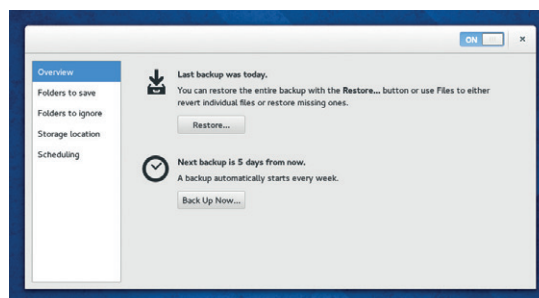 ON
×
Overview
Folders to save
Folders to ignore
Storage location
Scheduling
Last backup was today.
You can restore the entire backup with the Restore... button or use Files to either
revert individual files or restore missing ones.
Restore...
Next backup is 5 days from now.
A backup automatically starts every week.
Back Up Now...